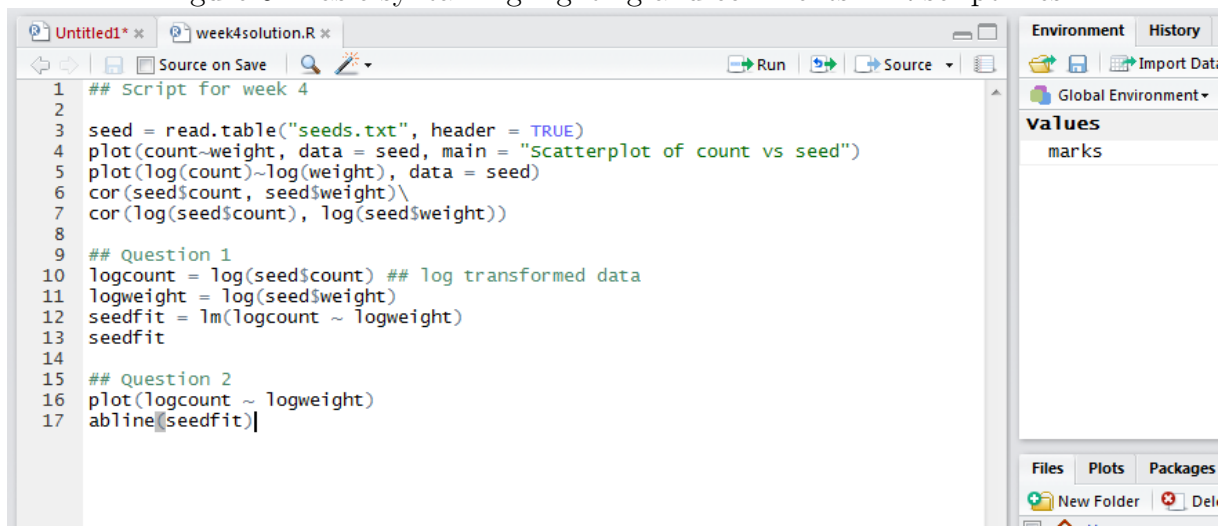 Untitled1* × week4solution.R ×
Source on Save Run Source
1 ## Script for week 4
2
3 seed = read.table("seeds.txt", header = TRUE)
4 plot(count~weight, data = seed, main = "Scatterplot of count vs seed")
5 plot(log(count)~log(weight), data = seed)
6 cor(seed$count, seed$weight)\
7 cor(log(seed$count), log(seed$weight))
8
9 ## Question 1
10 logcount = log(seed$count) ## log transformed data
11 logweight = log(seed$weight)
12 seedfit = lm(logcount ~ logweight)
13 seedfit
14
15 ## Question 2
16 plot(logcount ~ logweight)
17 abline(seedfit)
Environment History
Import Data
Global Environment
Values
marks
Files Plots Packages
New Folder Dele